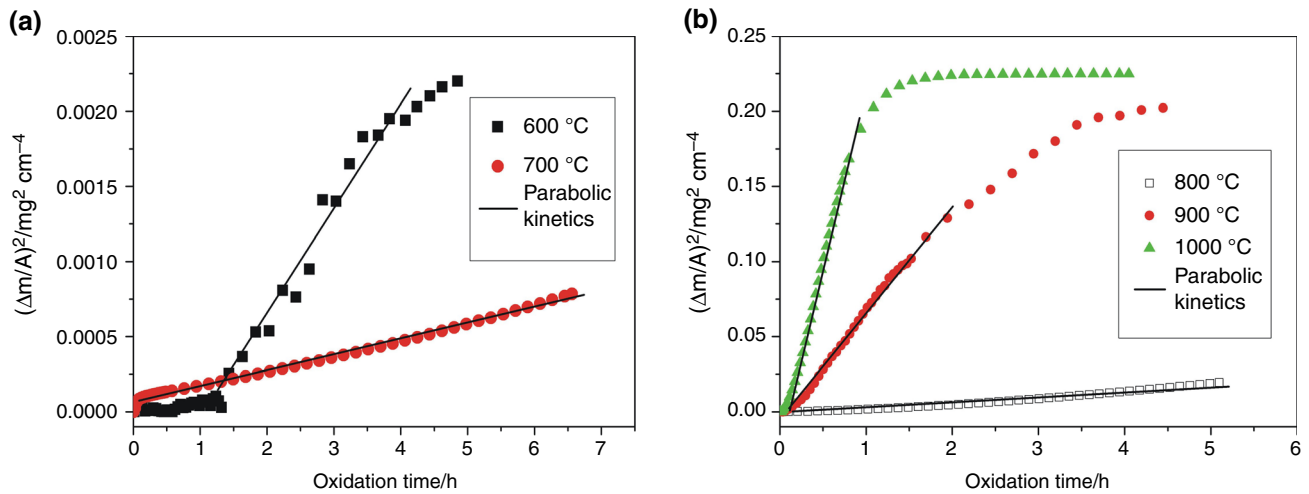 (a)
0.0025
0.0020
0.0015
0.0010
0.0005
0.0000
(Δm/A)²/mg² cm⁻⁴
600 °C
700 °C
Parabolic
kinetics
0 1 2 3 4 5 6 7
Oxidation time/h
(b)
0.25
0.20
0.15
0.10
0.05
0.00
(Δm/A)²/mg² cm⁻⁴
800 °C
900 °C
1000 °C
Parabolic
kinetics
0 1 2 3 4 5 6
Oxidation time/h